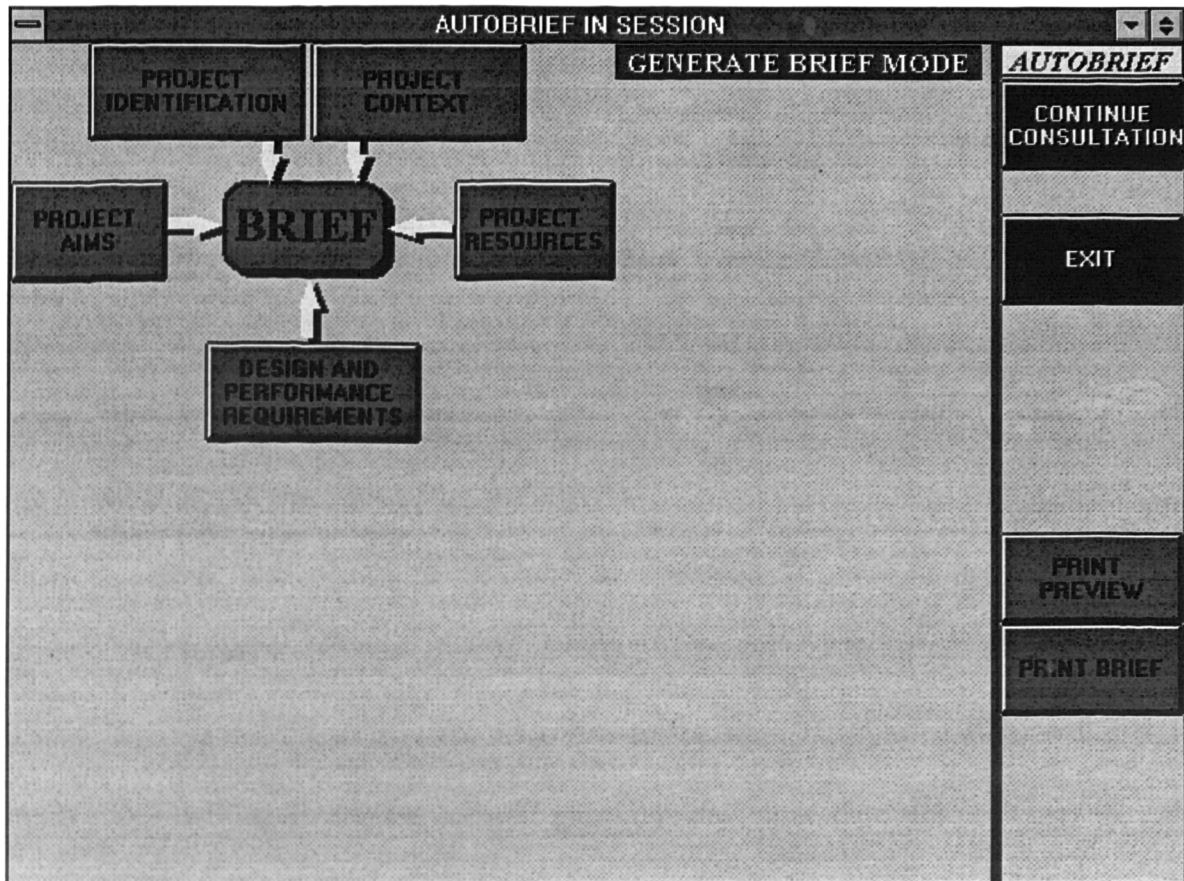 AUTOBRIEF IN SESSION
GENERATE BRIEF MODE
AUTOBRIEF
PROJECT
IDENTIFICATION
PROJECT
CONTEXT
CONTINUE
CONSULTATION
PROJECT
AIMS
BRIEF
PROJECT
RESOURCES
EXIT
DESIGN AND
PERFORMANCE
REQUIREMENTS
PRINT
PREVIEW
PRINT BRIEF